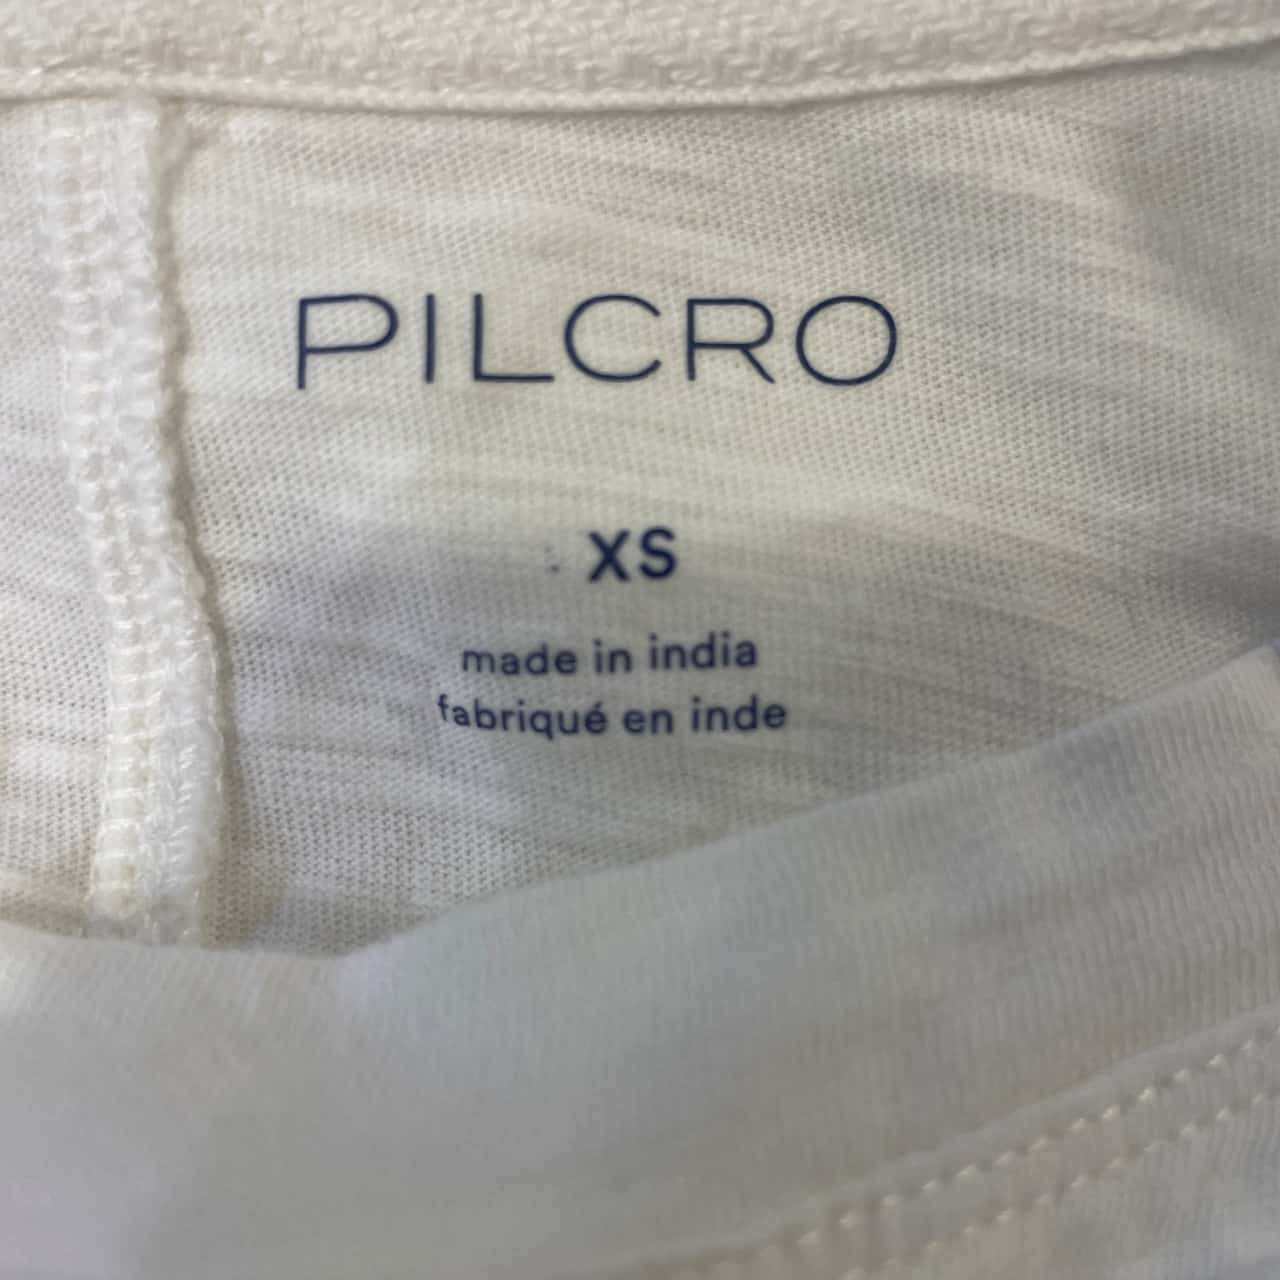 PILCRO
XS
made in india
fabriqué en inde